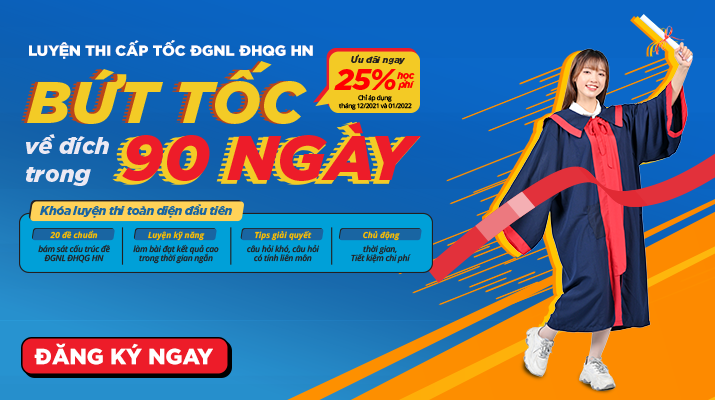 LUYỆN THI CẤP TỐC ĐGNL ĐHQG HN
BỨT TỐC
về đích
trong
90 NGÀY
Ưu đãi ngay
25% học phí
Chỉ áp dụng
tháng 12/2021 và 01/2022
Khóa luyện thi toàn diện đầu tiên
20 đề chuẩn
bám sát cấu trúc đề
ĐGNL ĐHQG HN
Luyện kỹ năng
làm bài đạt kết quả cao
trong thời gian ngắn
Tips giải quyết
câu hỏi khó, câu hỏi
có tính liên môn
Chủ động
thời gian,
Tiết kiệm chi phí
ĐĂNG KÝ NGAY